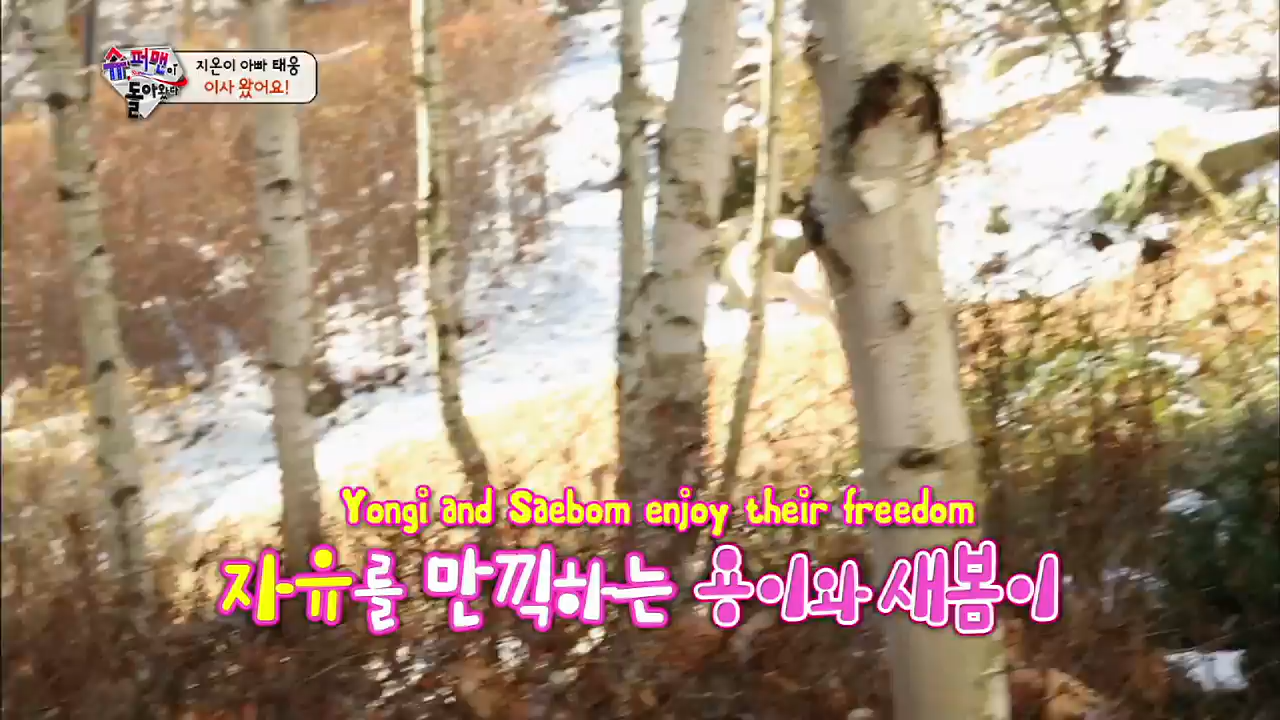 슈퍼맨이
돌아왔다
지온이 아빠 태웅
이사 왔어요!
Yongi and Saebom enjoy their freedom
자유를 만끽하는 용이와 새봄이